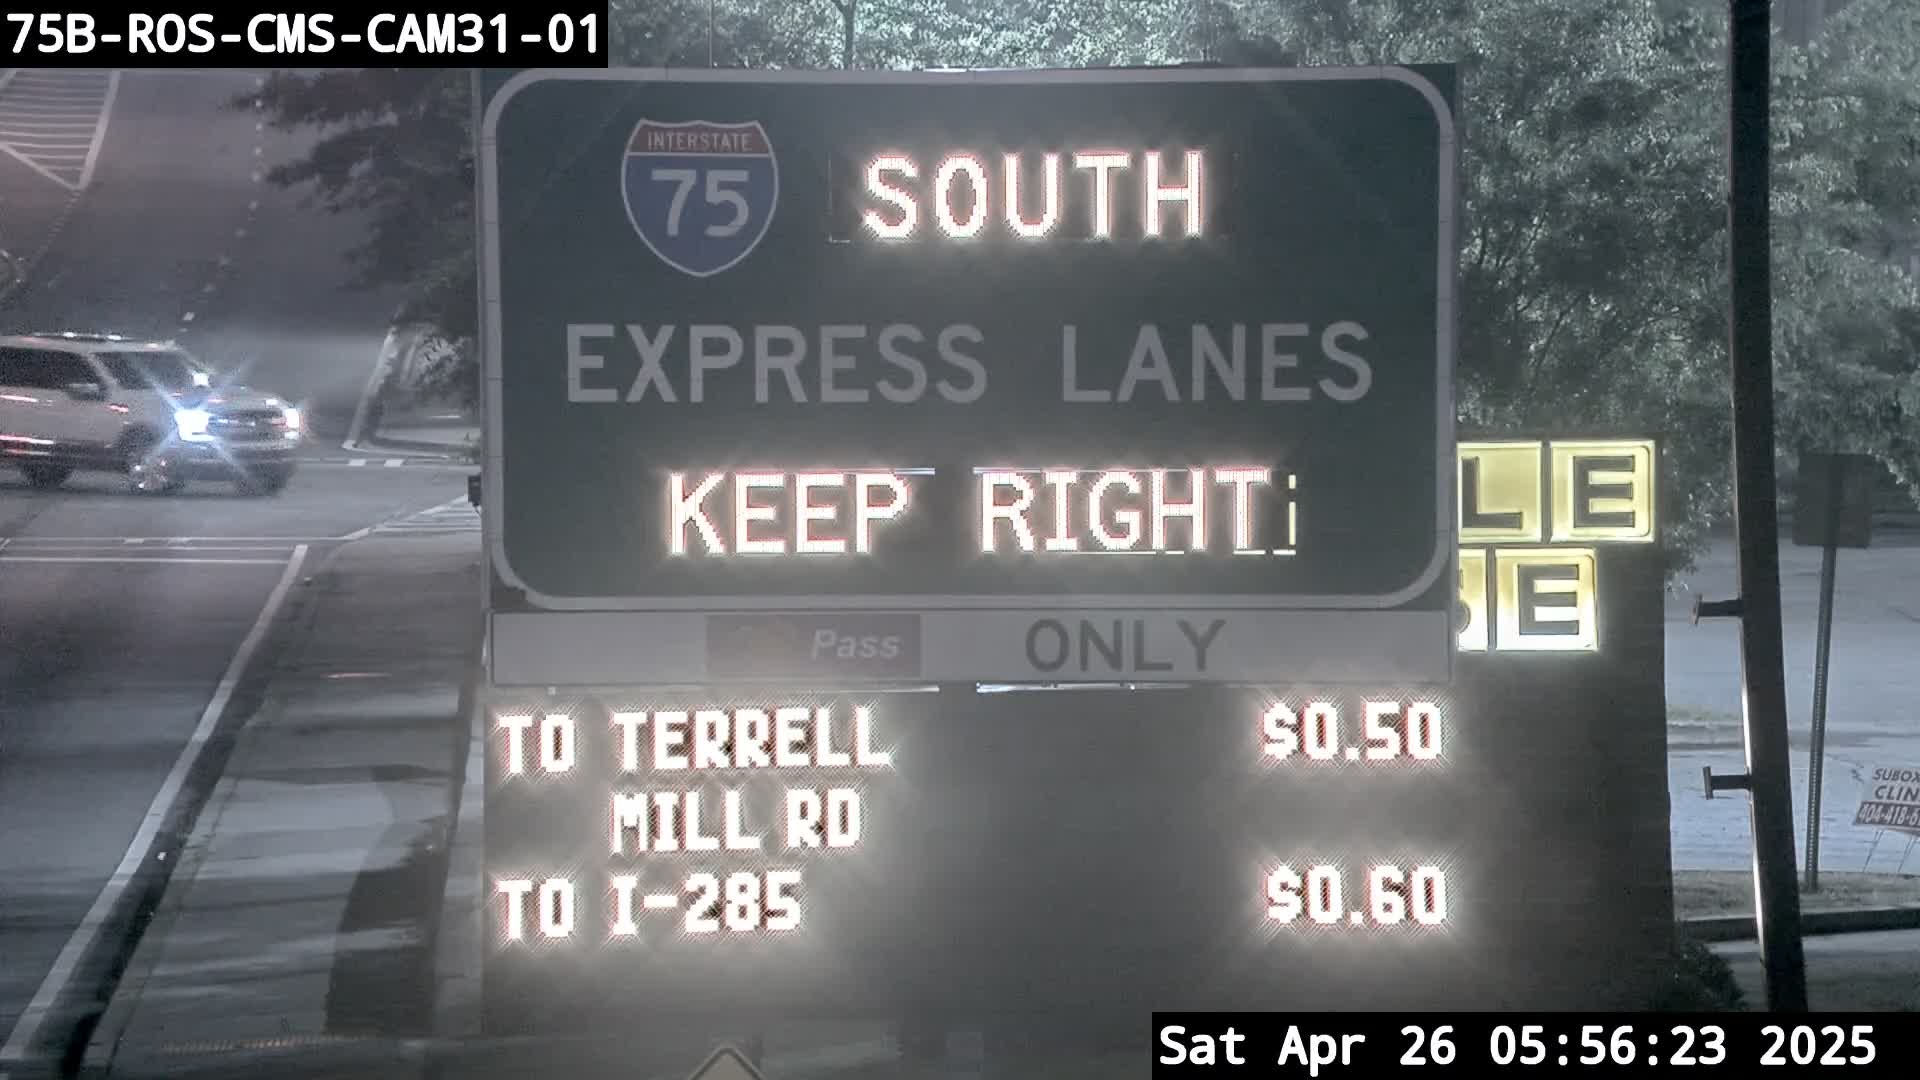 75B-ROS-CMS-CAM31-01
INTERSTATE
75
SOUTH
EXPRESS LANES
KEEP RIGHT
Pass ONLY
TO TERRELL $0.50
MILL RD
TO I-285 $0.60
LE
E
Sat Apr 26 05:56:23 2025